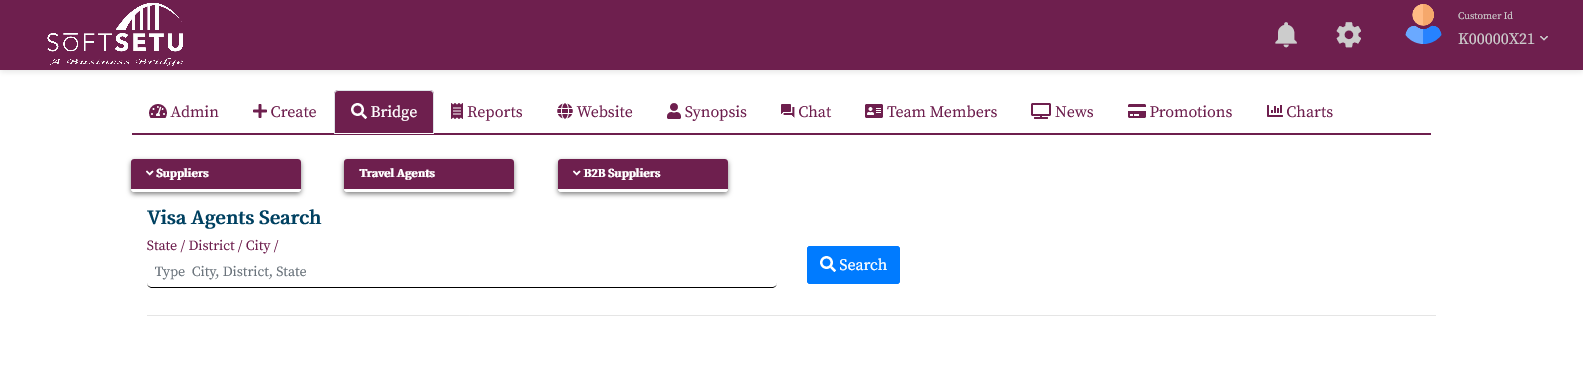 SOFTSETU
A Business Bridge
Customer Id
K00000X21
Admin Create Bridge Reports Website Synopsis Chat Team Members News Promotions Charts
Suppliers Travel Agents B2B Suppliers
Visa Agents Search
State / District / City /
Type City, District, State
Search